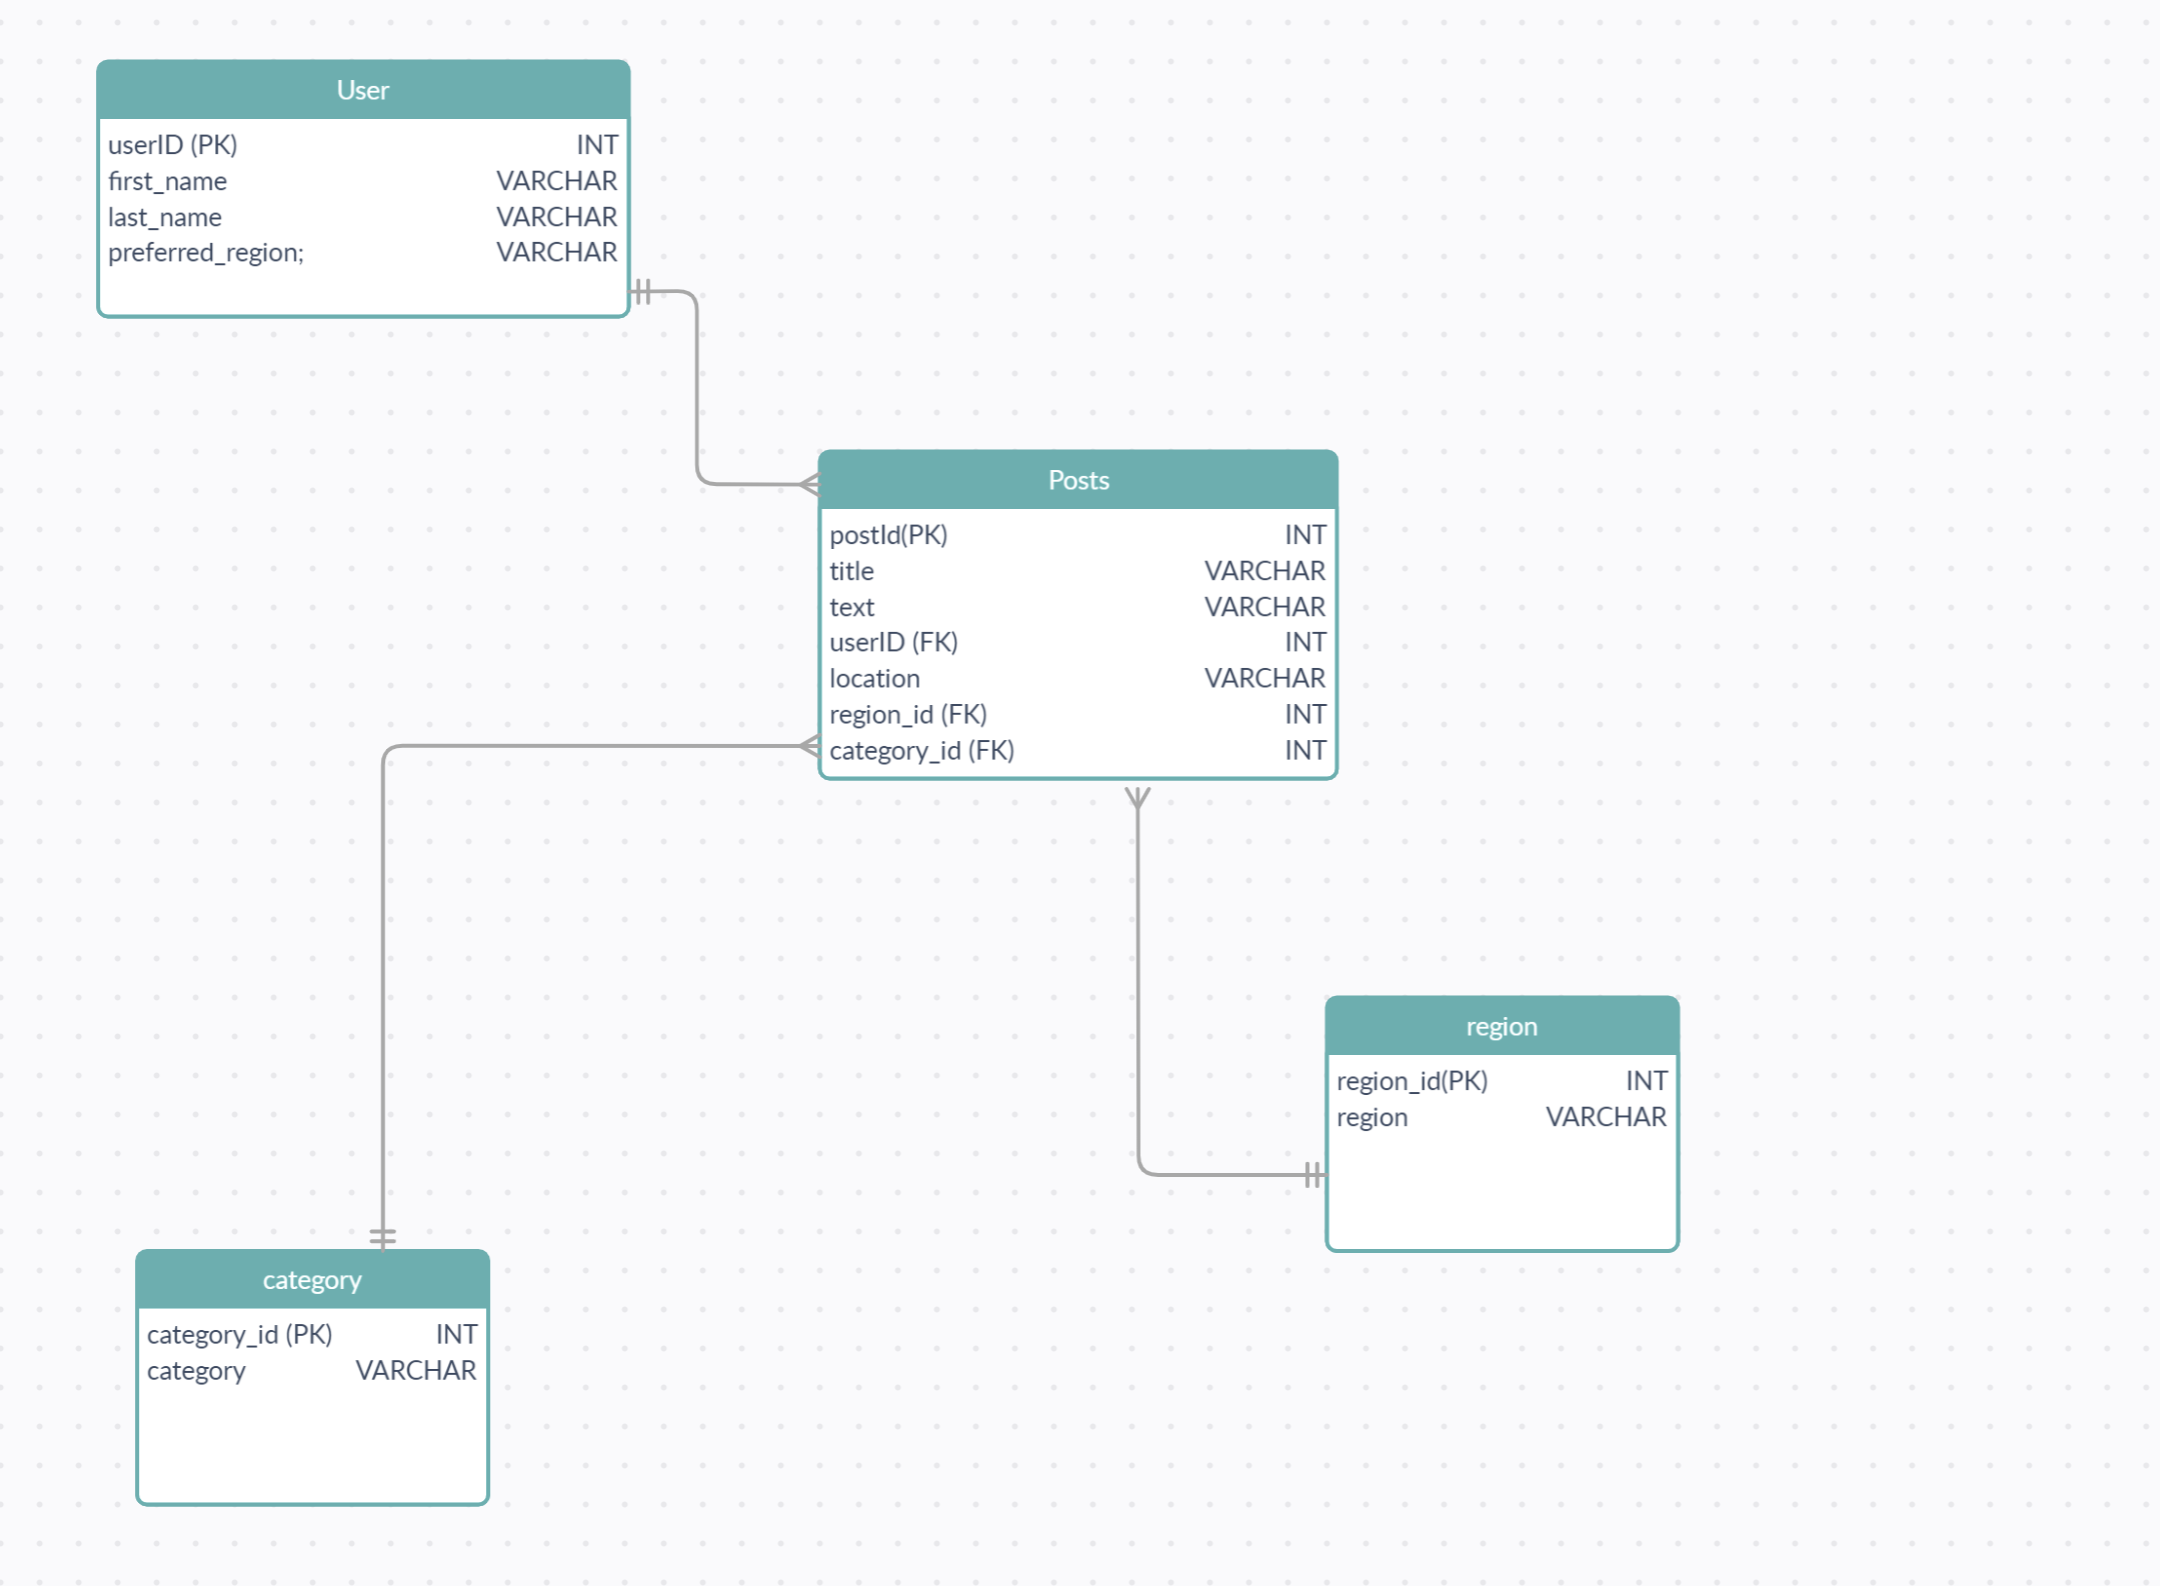 User
userID (PK) INT
first_name VARCHAR
last_name VARCHAR
preferred_region; VARCHAR
Posts
postId(PK) INT
title VARCHAR
text VARCHAR
userID (FK) INT
location VARCHAR
region_id (FK) INT
category_id (FK) INT
region
region_id(PK) INT
region VARCHAR
category
category_id (PK) INT
category VARCHAR